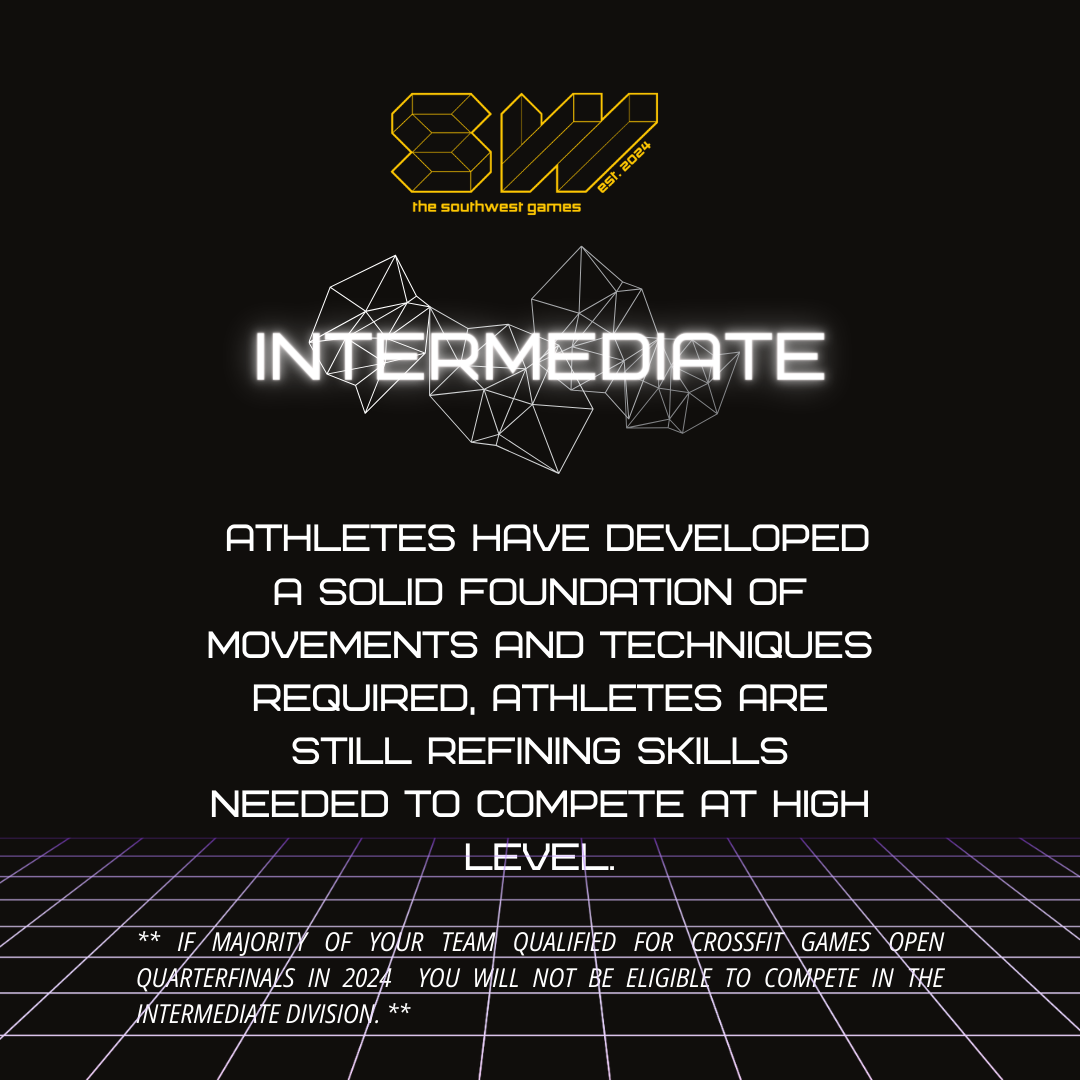 SW
est. 2024
the southwest games
INTERMEDIATE
ATHLETES HAVE DEVELOPED
A SOLID FOUNDATION OF
MOVEMENTS AND TECHNIQUES
REQUIRED, ATHLETES ARE
STILL REFINING SKILLS
NEEDED TO COMPETE AT HIGH
LEVEL.
** IF MAJORITY OF YOUR TEAM QUALIFIED FOR CROSSFIT GAMES OPEN
QUARTERFINALS IN 2024 YOU WILL NOT BE ELIGIBLE TO COMPETE IN THE
INTERMEDIATE DIVISION. **